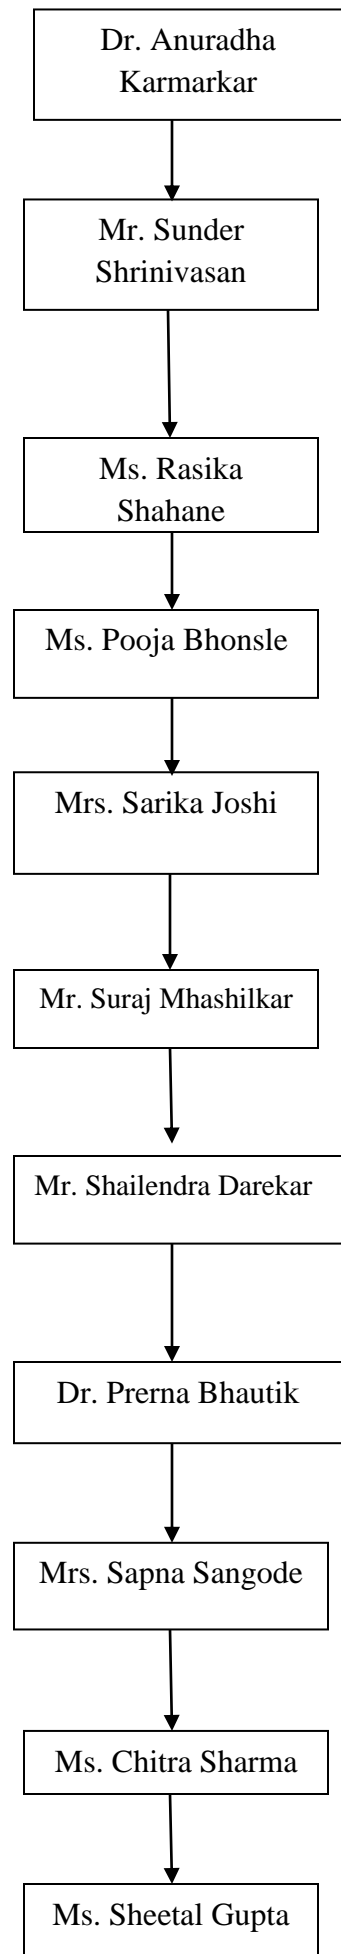 Dr. Anuradha
Karmarkar
Mr. Sunder
Shrinivasan
Ms. Rasika
Shahane
Ms. Pooja Bhonsle
Mrs. Sarika Joshi
Mr. Suraj Mhashilkar
Mr. Shailendra Darekar
Dr. Prerna Bhautik
Mrs. Sapna Sangode
Ms. Chitra Sharma
Ms. Sheetal Gupta